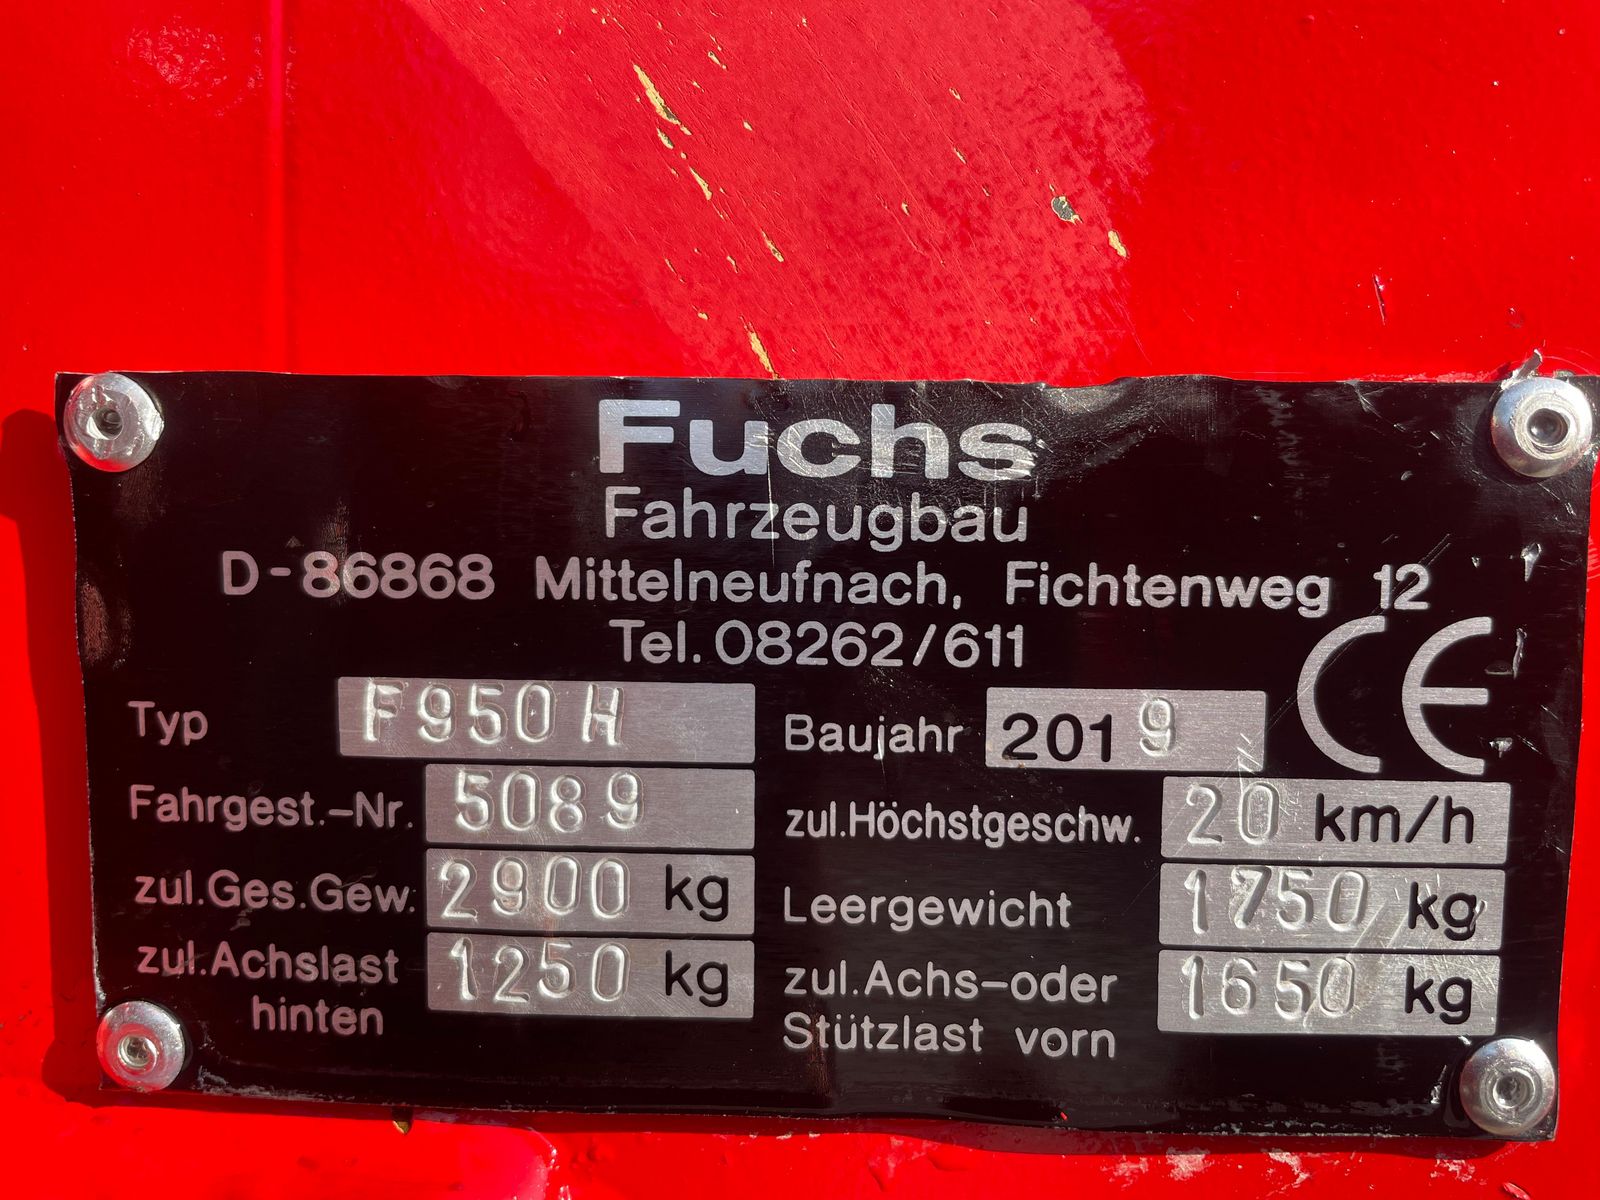 Fuchs
Fahrzeugbau
D-86868 Mittelneufnach, Fichtenweg 12
Tel.08262/611
CE
Typ F950H Baujahr 2019
Fahrgest.-Nr. 5089 zul.Höchstgeschw. 20 km/h
zul.Ges.Gew. 2900 kg Leergewicht 1750 kg
zul.Achslast 1250 kg zul.Achs-oder 1650 kg
hinten Stützlast vorn